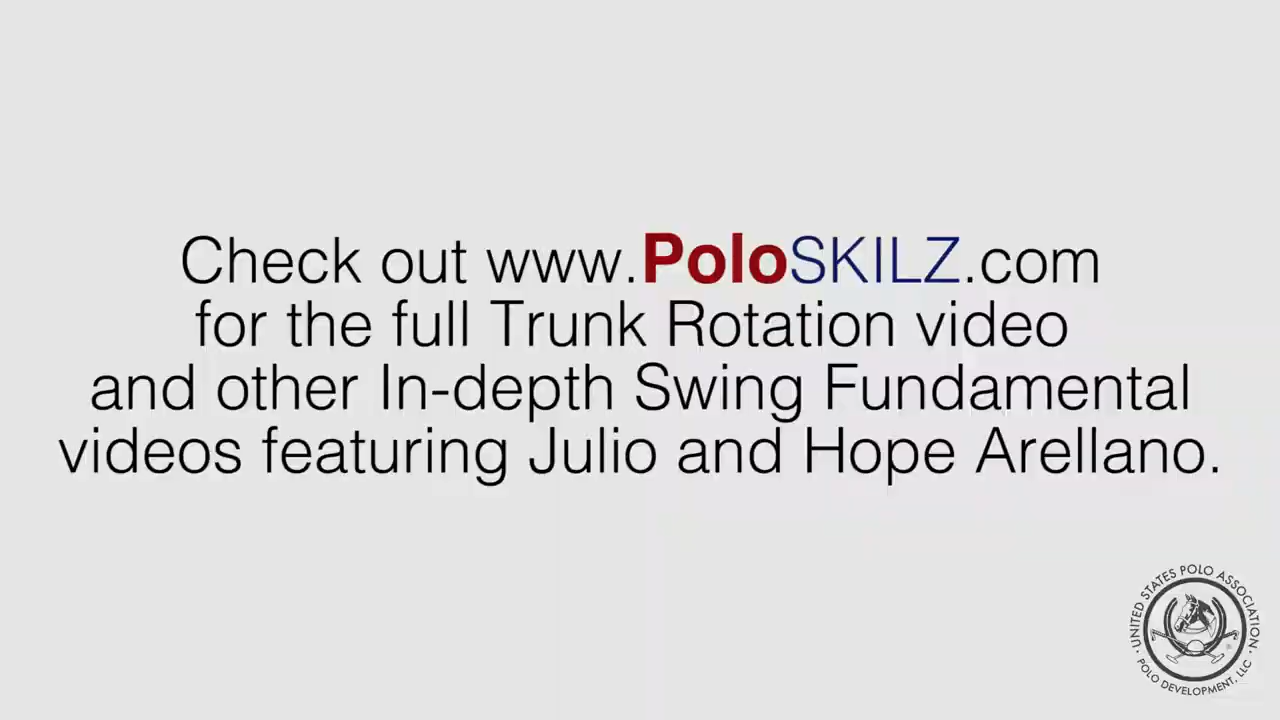 Check out www.PoloSKILZ.com
for the full Trunk Rotation video
and other In-depth Swing Fundamental
videos featuring Julio and Hope Arellano.
UNITED STATES POLO ASSOCIATION
POLO DEVELOPMENT, LLC